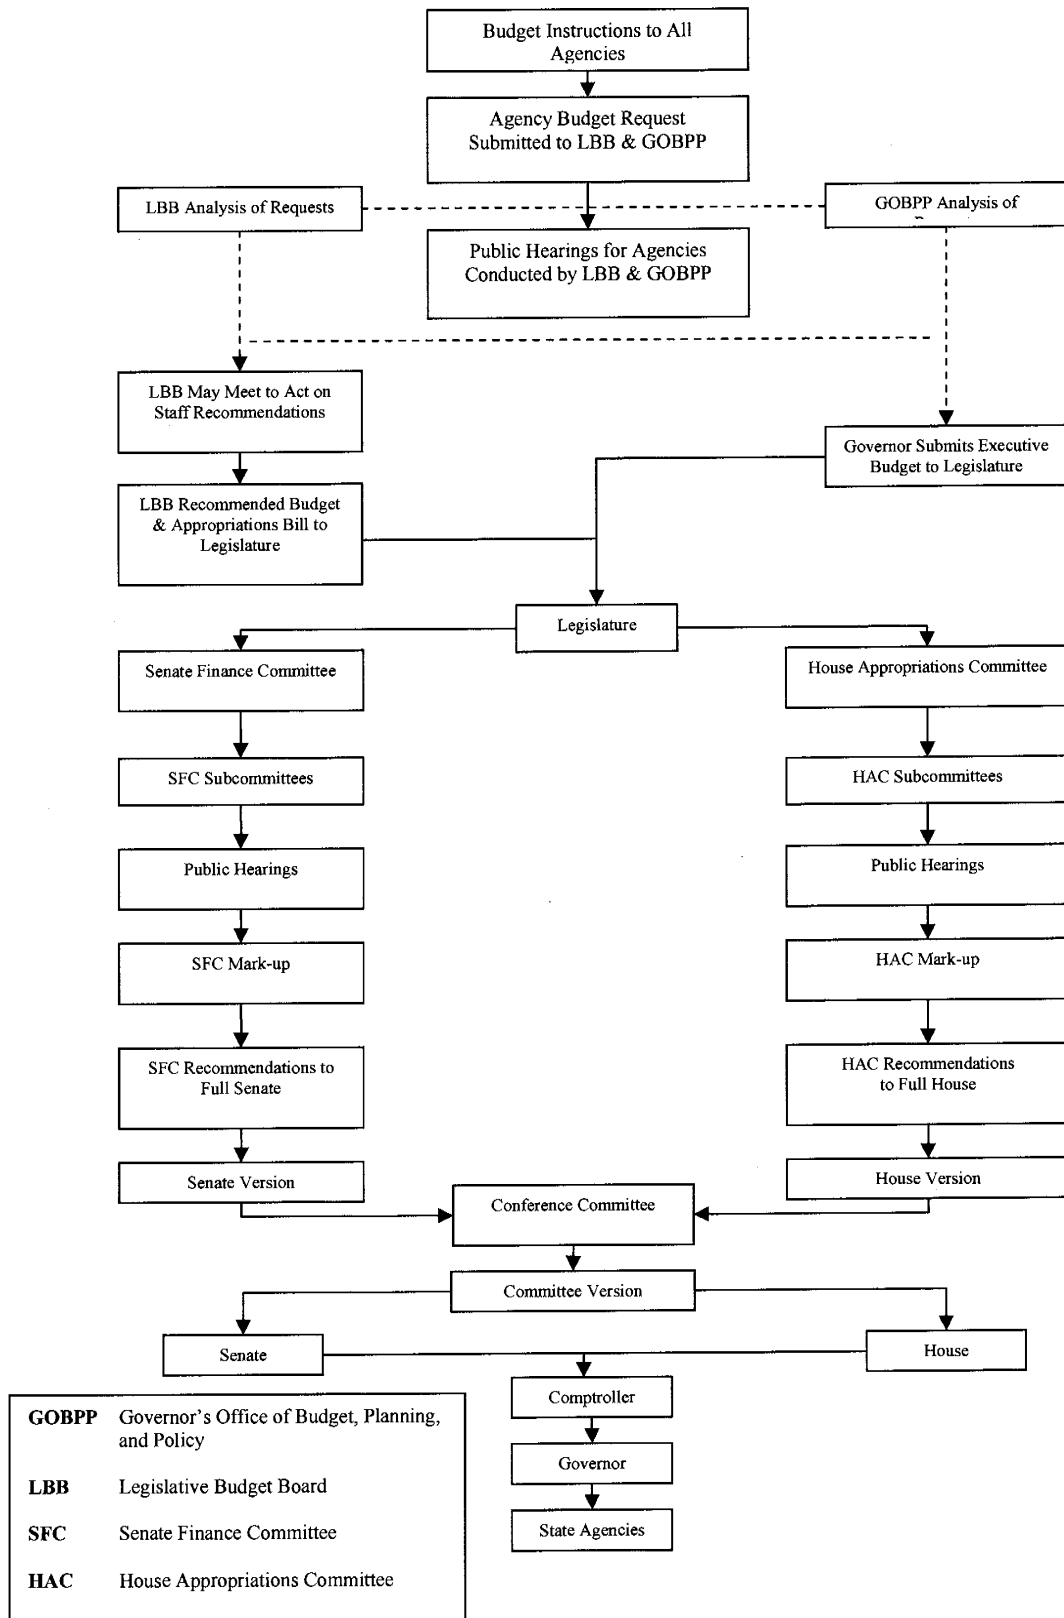 Budget Instructions to All
Agencies
Agency Budget Request
Submitted to LBB & GOBPP
LBB Analysis of Requests
GOBPP Analysis of
Public Hearings for Agencies
Conducted by LBB & GOBPP
LBB May Meet to Act on
Staff Recommendations
Governor Submits Executive
Budget to Legislature
LBB Recommended Budget
& Appropriations Bill to
Legislature
Legislature
Senate Finance Committee
House Appropriations Committee
SFC Subcommittees
HAC Subcommittees
Public Hearings
Public Hearings
SFC Mark-up
HAC Mark-up
SFC Recommendations to
Full Senate
HAC Recommendations
to Full House
Senate Version
House Version
Conference Committee
Committee Version
Senate
House
Comptroller
Governor
State Agencies
GOBPP Governor's Office of Budget, Planning,
and Policy
LBB Legislative Budget Board
SFC Senate Finance Committee
HAC House Appropriations Committee